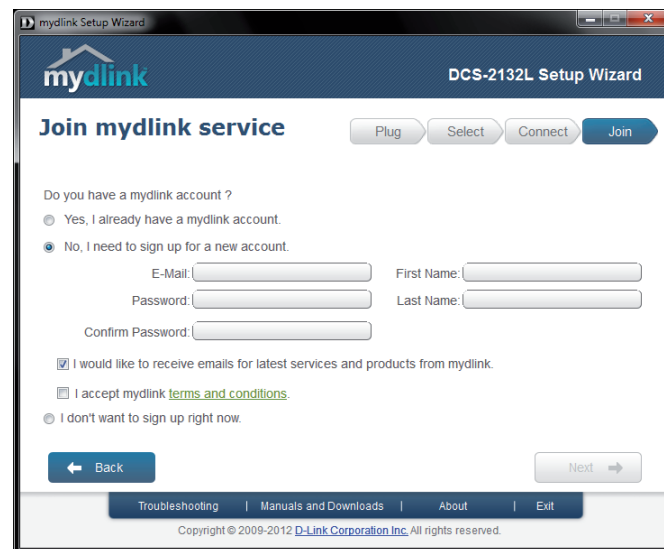 mydlink Setup Wizard
mydlink
DCS-2132L Setup Wizard
Join mydlink service
Plug
Select
Connect
Join
Do you have a mydlink account ?
Yes, I already have a mydlink account.
No, I need to sign up for a new account.
E-Mail:
First Name:
Password:
Last Name:
Confirm Password:
I would like to receive emails for latest services and products from mydlink.
I accept mydlink terms and conditions.
I don't want to sign up right now.
Back
Next
Troubleshooting | Manuals and Downloads | About | Exit
Copyright © 2009-2012 D-Link Corporation Inc. All rights reserved.